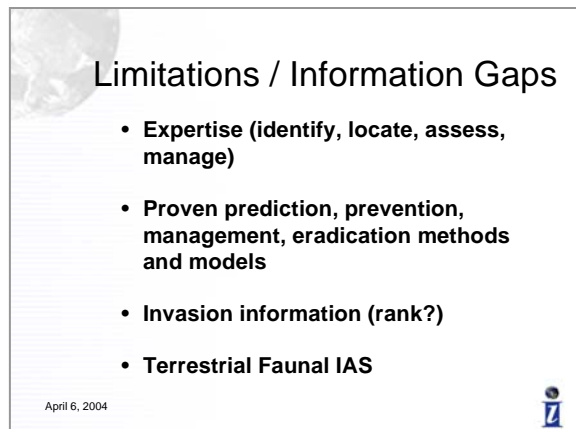 Limitations / Information Gaps
• Expertise (identify, locate, assess,
manage)
• Proven prediction, prevention,
management, eradication methods
and models
• Invasion information (rank?)
• Terrestrial Faunal IAS
April 6, 2004
i